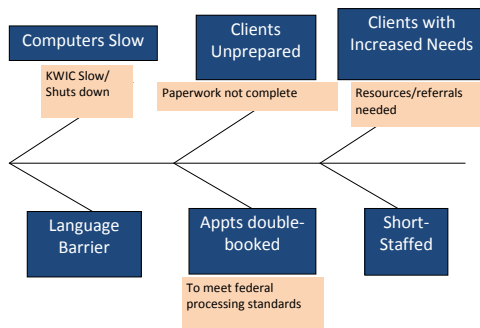 Computers Slow
KWIC Slow/
Shuts down
Clients
Unprepared
Paperwork not complete
Clients with
Increased Needs
Resources/referrals
needed
Language
Barrier
Appts double-
booked
To meet federal
processing standards
Short-
Staffed